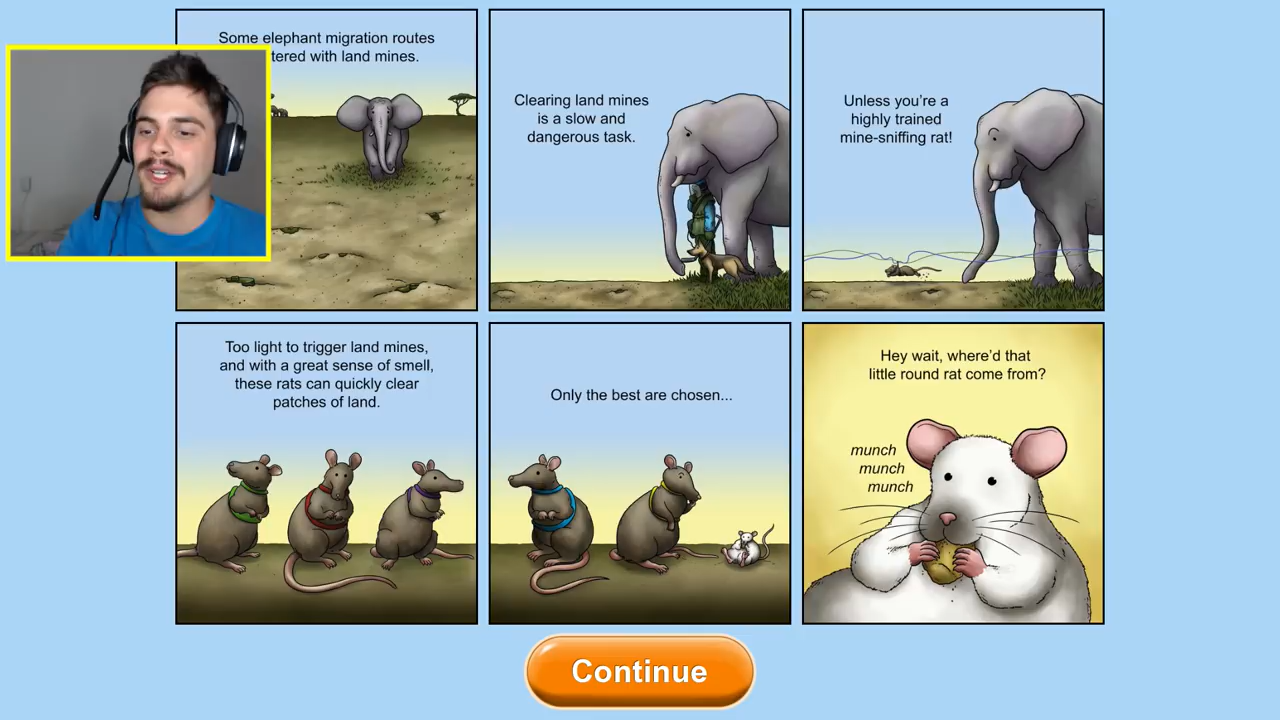 Some elephant migration routes
tered with land mines.
Clearing land mines
is a slow and
dangerous task.
Unless you're a
highly trained
mine-sniffing rat!
Too light to trigger land mines,
and with a great sense of smell,
these rats can quickly clear
patches of land.
Only the best are chosen...
Hey wait, where'd that
little round rat come from?
munch
munch
munch
Continue